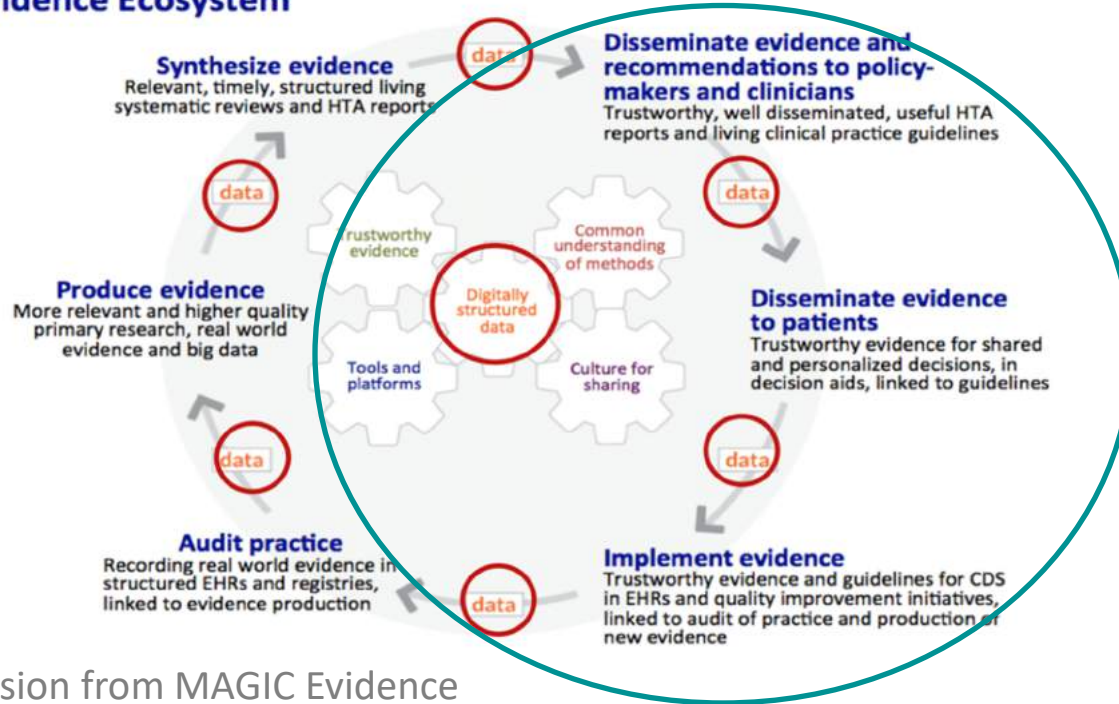 Evidence Ecosystem
data
Synthesize evidence
Relevant, timely, structured living
systematic reviews and HTA reports
Disseminate evidence and
recommendations to policy-
makers and clinicians
Trustworthy, well disseminated, useful HTA
reports and living clinical practice guidelines
data
data
Trustworthy
evidence
Common
understanding
of methods
Digitally
structured
data
Produce evidence
More relevant and higher quality
primary research, real world
evidence and big data
Disseminate evidence
to patients
Trustworthy evidence for shared
and personalized decisions, in
decision aids, linked to guidelines
Tools and
platforms
Culture for
sharing
data
data
Audit practice
Recording real world evidence in
structured EHRs and registries,
linked to evidence production
data
Implement evidence
Trustworthy evidence and guidelines for CDS
in EHRs and quality improvement initiatives,
linked to audit of practice and production of
new evidence
from MAGIC Evidence